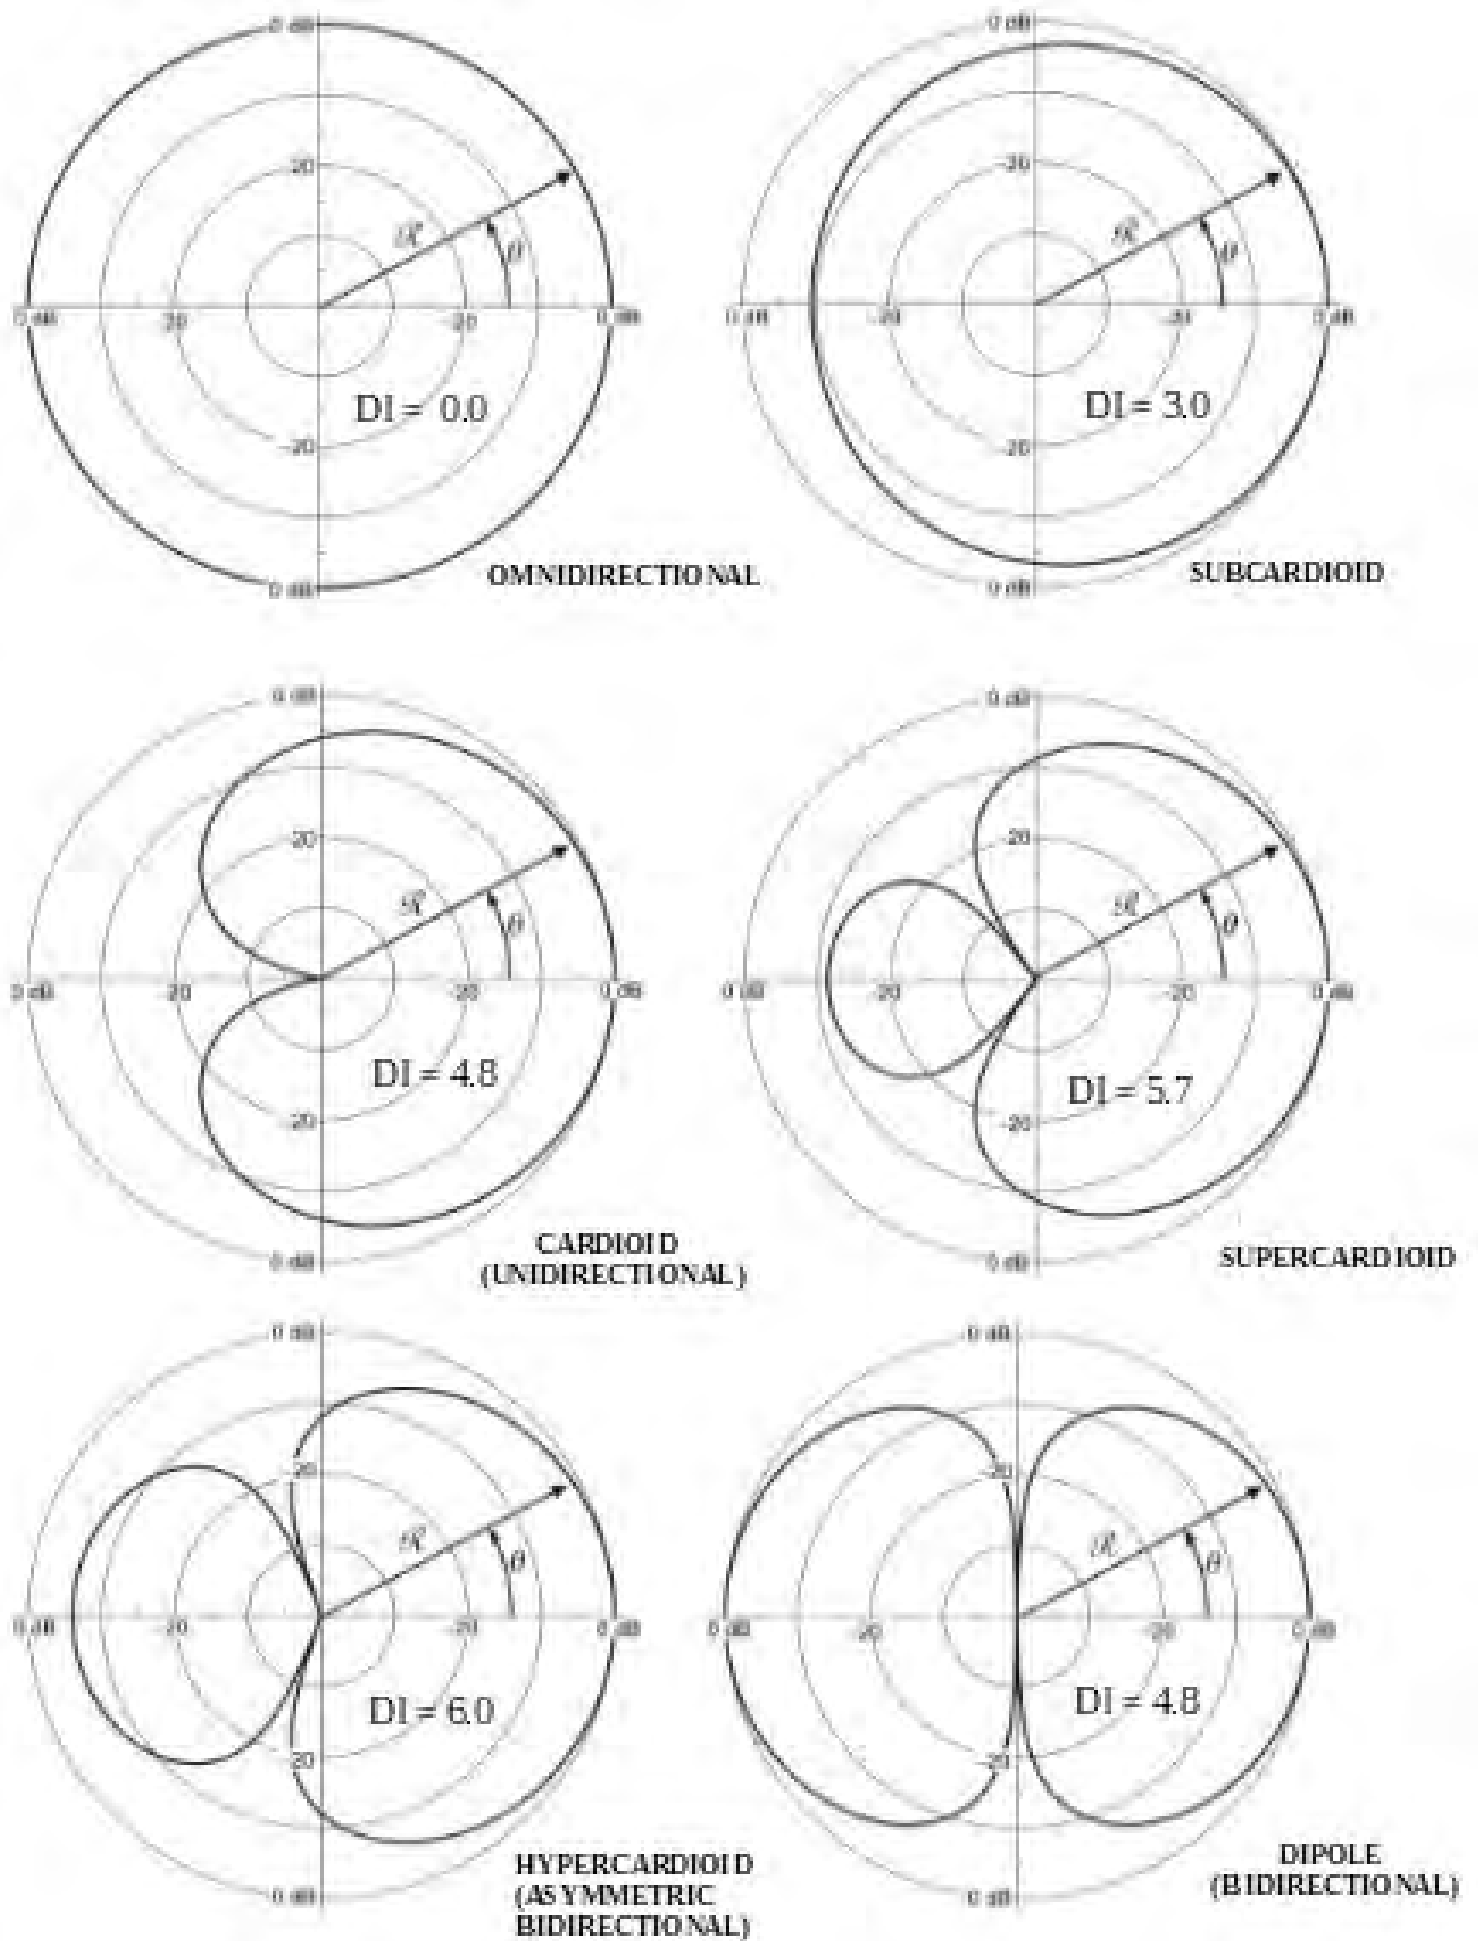 0 dB
0 dB
-20
-20
ℛ
θ
ℛ
θ
0 dB
-20
-20
0 dB
0 dB
-20
-20
0 dB
DI = 0.0
DI = 3.0
-20
-20
0 dB
0 dB
OMNIDIRECTIONAL
SUBCARDIOID
0 dB
0 dB
-20
-20
ℛ
θ
ℛ
θ
0 dB
-20
-20
0 dB
0 dB
-20
-20
0 dB
DI = 4.8
DI = 5.7
-20
-20
0 dB
0 dB
CARDIOID
(UNIDIRECTIONAL)
SUPERCARDIOID
0 dB
0 dB
-20
-20
ℛ
θ
ℛ
θ
0 dB
-20
-20
0 dB
0 dB
-20
-20
0 dB
DI = 6.0
DI = 4.8
-20
-20
0 dB
0 dB
HYPERCARDIOID
(ASYMMETRIC
BIDIRECTIONAL)
DIPOLE
(BIDIRECTIONAL)